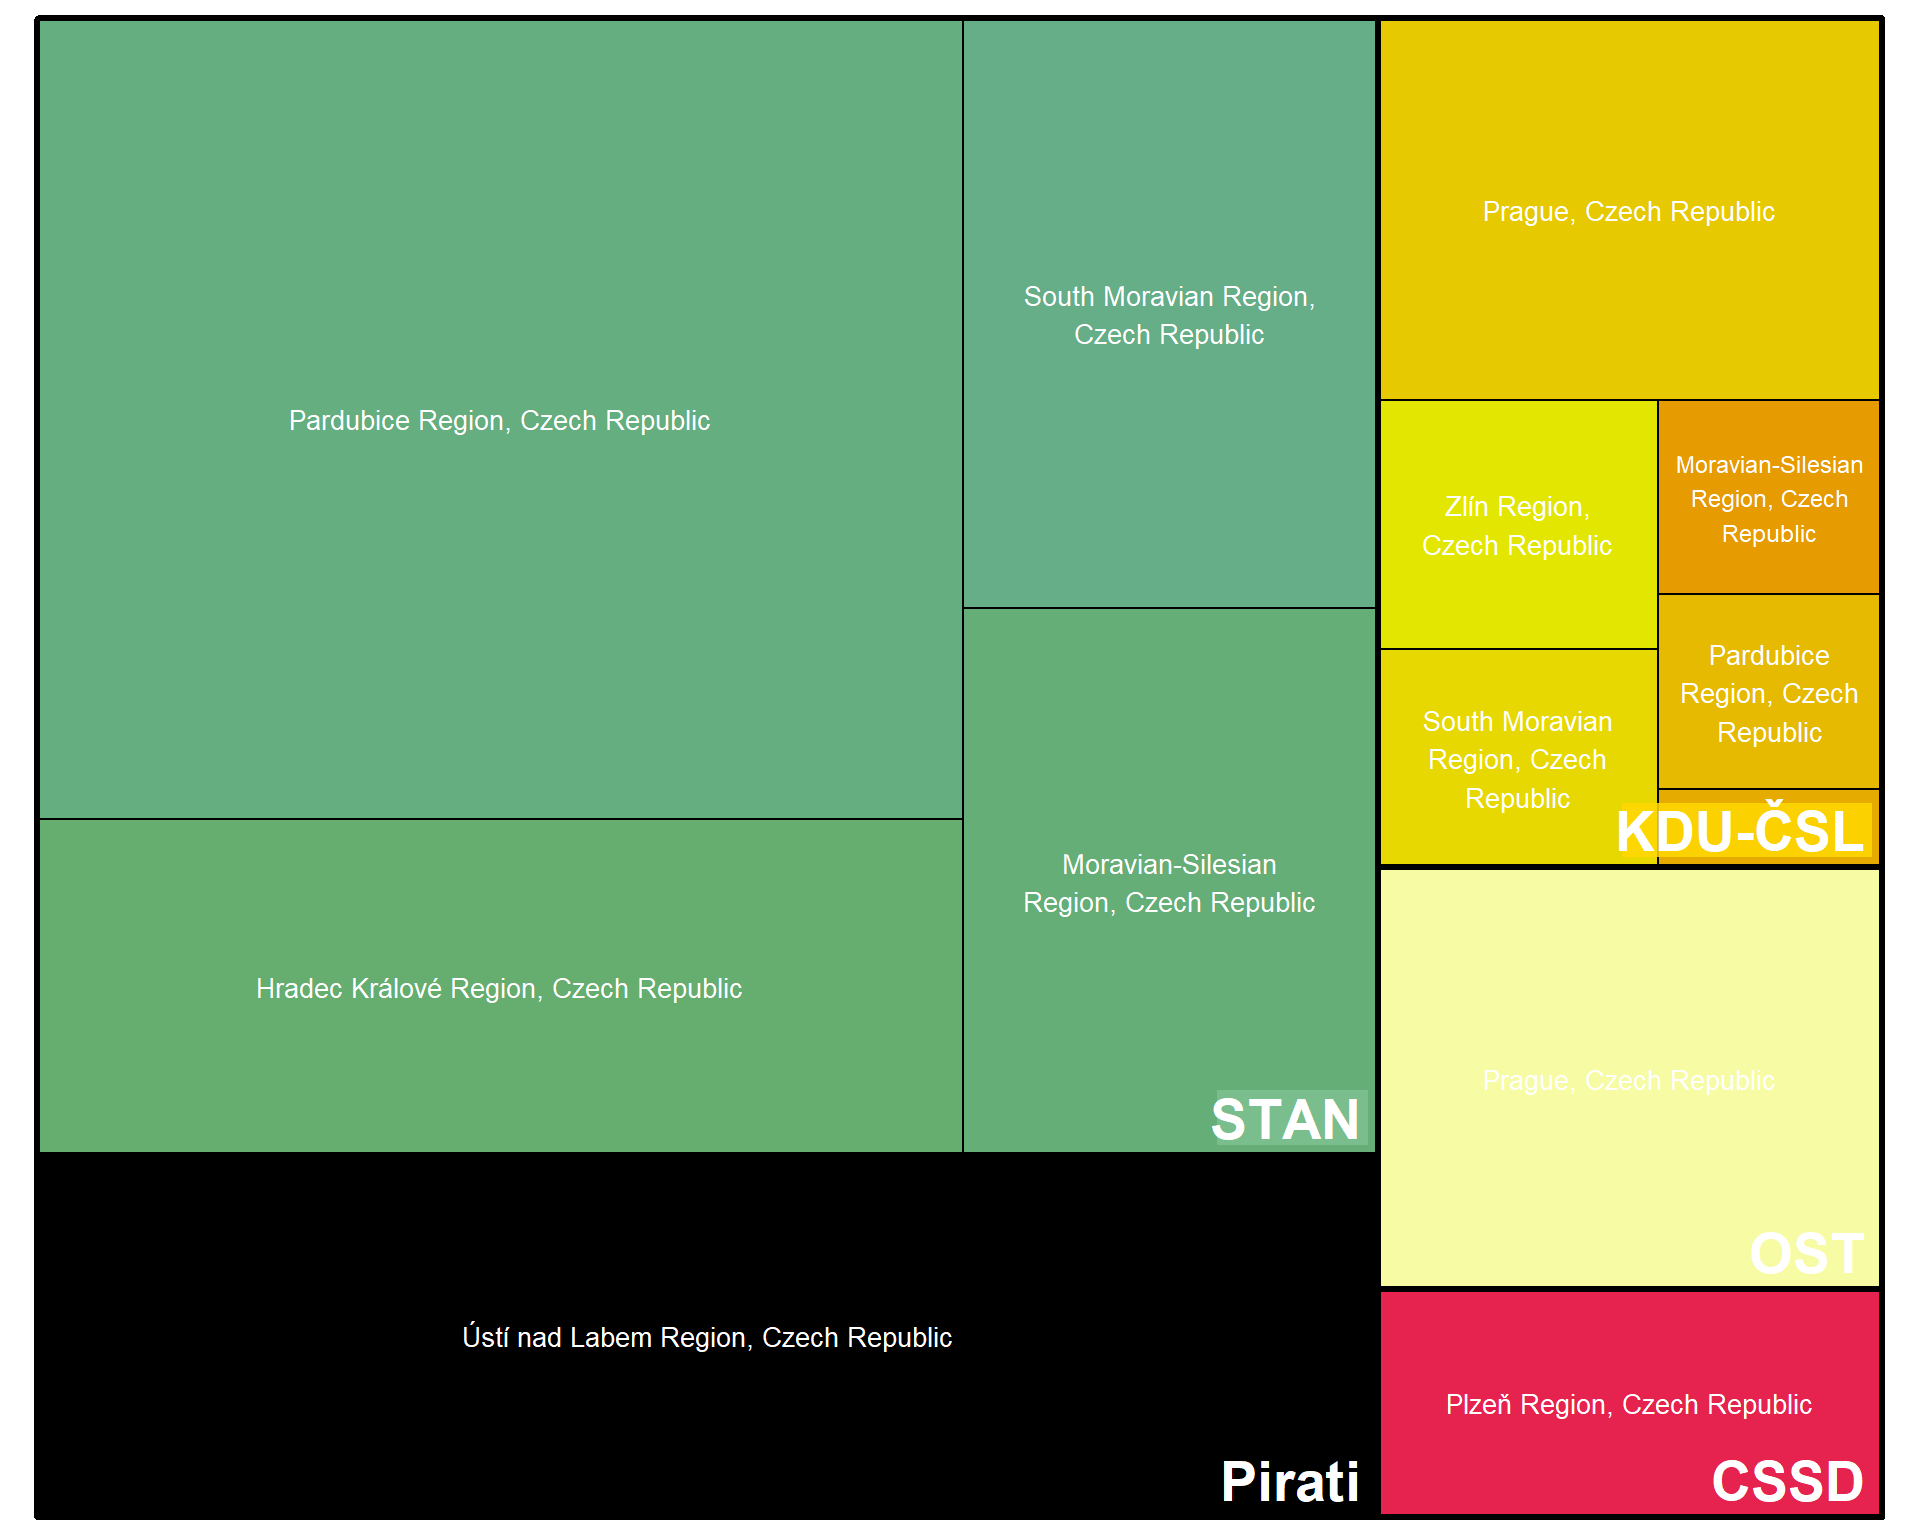 Pardubice Region, Czech Republic
Hradec Králové Region, Czech Republic
South Moravian Region,
Czech Republic
Moravian-Silesian
Region, Czech Republic
STAN
Ústí nad Labem Region, Czech Republic
Pirati
Prague, Czech Republic
Zlín Region,
Czech Republic
South Moravian
Region, Czech
Republic
Moravian-Silesian
Region, Czech
Republic
Pardubice
Region, Czech
Republic
KDU-ČSL
Prague, Czech Republic
OST
Plzeň Region, Czech Republic
CSSD